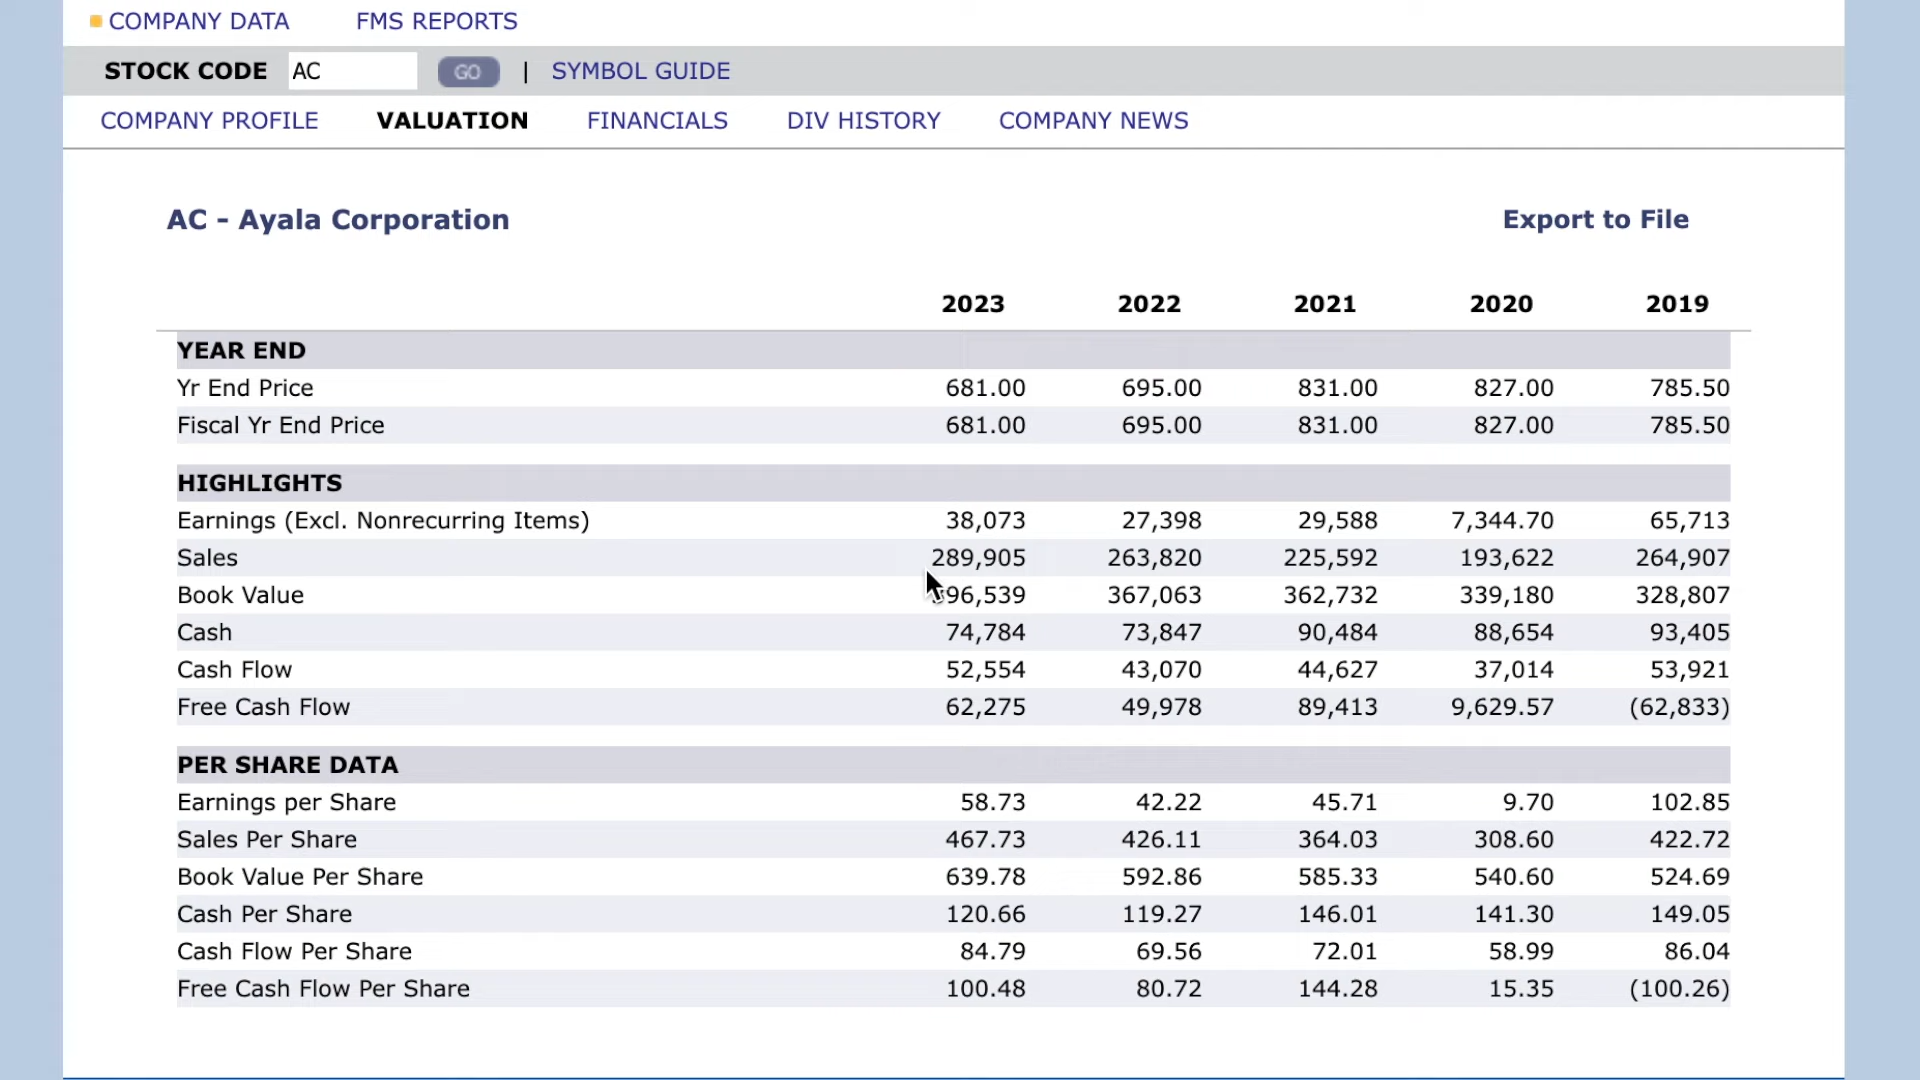 COMPANY DATA FMS REPORTS
STOCK CODE AC GO | SYMBOL GUIDE
COMPANY PROFILE VALUATION FINANCIALS DIV HISTORY COMPANY NEWS
AC - Ayala Corporation Export to File
2023 2022 2021 2020 2019
YEAR END
Yr End Price 681.00 695.00 831.00 827.00 785.50
Fiscal Yr End Price 681.00 695.00 831.00 827.00 785.50
HIGHLIGHTS
Earnings (Excl. Nonrecurring Items) 38,073 27,398 29,588 7,344.70 65,713
Sales 289,905 263,820 225,592 193,622 264,907
Book Value 367,063 362,732 339,180 328,807
Cash 74,784 73,847 90,484 88,654 93,405
Cash Flow 52,554 43,070 44,627 37,014 53,921
Free Cash Flow 62,275 49,978 89,413 9,629.57 (62,833)
PER SHARE DATA
Earnings per Share 58.73 42.22 45.71 9.70 102.85
Sales Per Share 467.73 426.11 364.03 308.60 422.72
Book Value Per Share 639.78 592.86 585.33 540.60 524.69
Cash Per Share 120.66 119.27 146.01 141.30 149.05
Cash Flow Per Share 84.79 69.56 72.01 58.99 86.04
Free Cash Flow Per Share 100.48 80.72 144.28 15.35 (100.26)